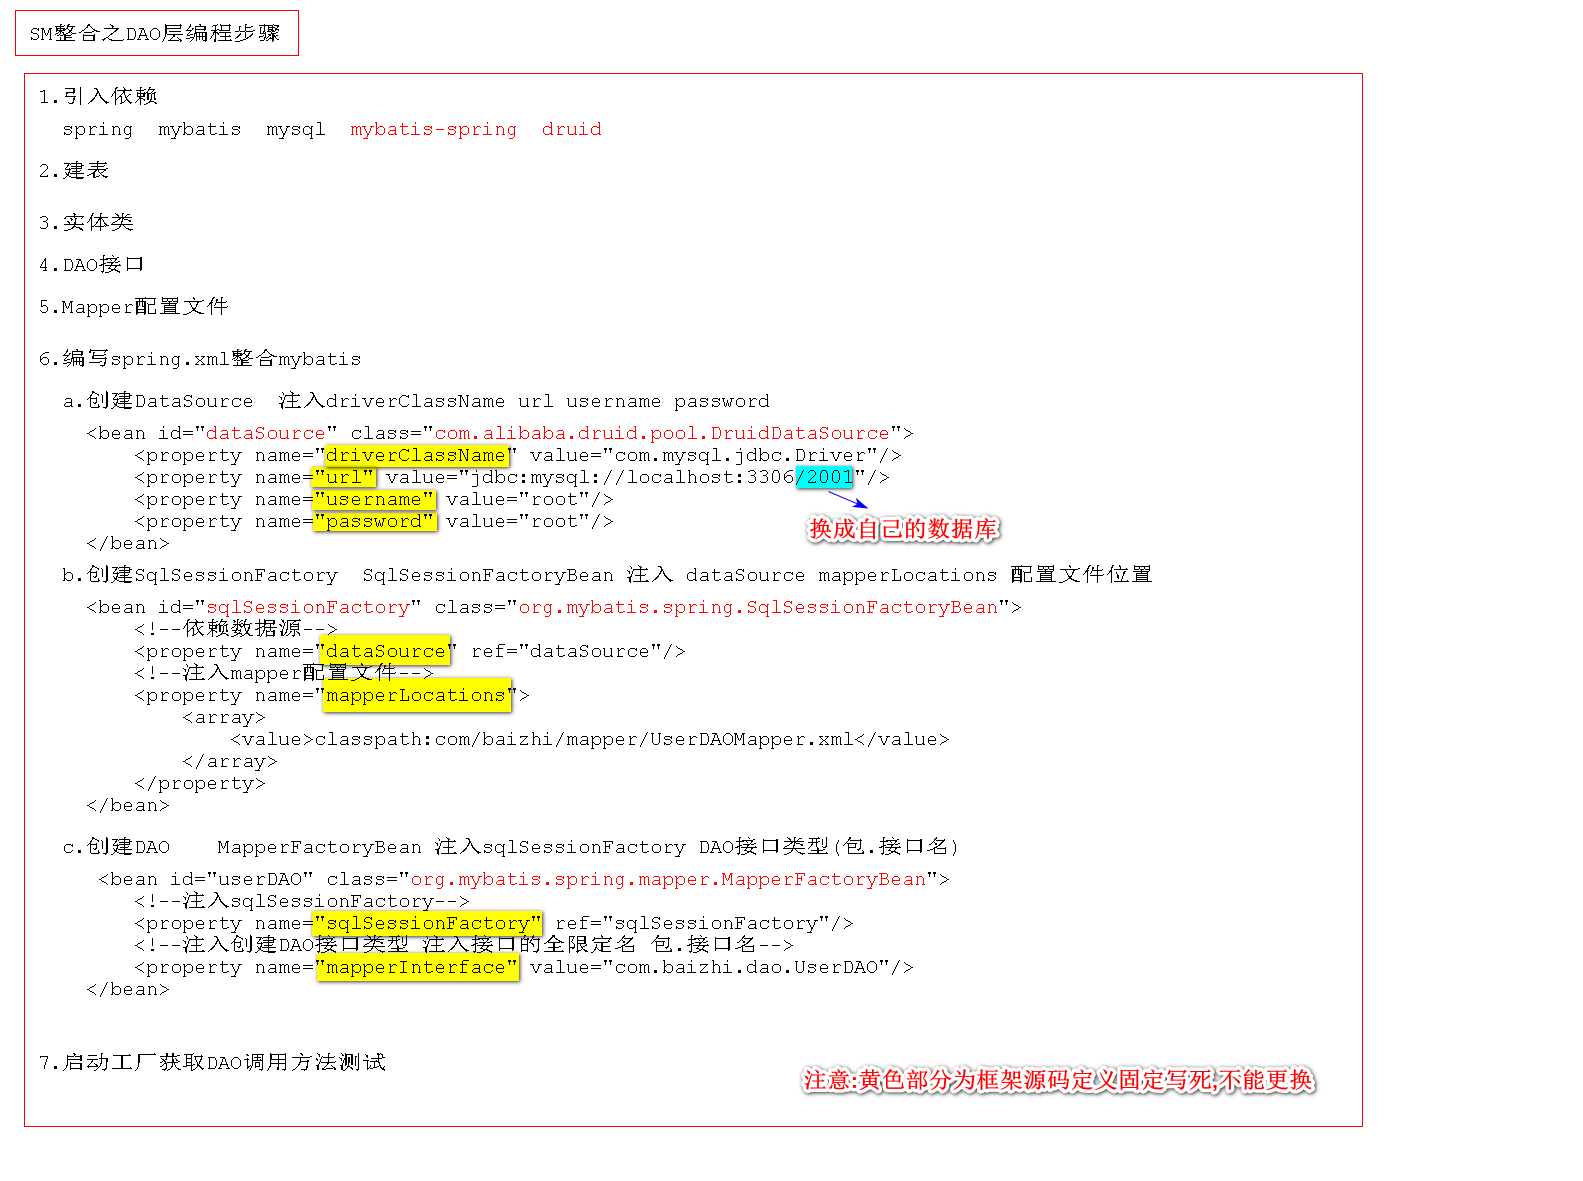 SM整合之DAO层编程步骤
1.引入依赖
spring mybatis mysql mybatis-spring druid
2.建表
3.实体类
4.DAO接口
5.Mapper配置文件
6.编写spring.xml整合mybatis
a.创建DataSource 注入driverClassName url username password
<bean id="dataSource" class="com.alibaba.druid.pool.DruidDataSource">
<property name="driverClassName" value="com.mysql.jdbc.Driver"/>
<property name="url" value="jdbc:mysql://localhost:3306/2001"/>
<property name="username" value="root"/>
<property name="password" value="root"/>
换成自己的数据库
</bean>
b.创建SqlSessionFactory SqlSessionFactoryBean 注入 dataSource mapperLocations 配置文件位置
<bean id="sqlSessionFactory" class="org.mybatis.spring.SqlSessionFactoryBean">
<!--依赖数据源-->
<property name="dataSource" ref="dataSource"/>
<!--注入mapper配置文件-->
<property name="mapperLocations">
<array>
<value>classpath:com/baizhi/mapper/UserDAOMapper.xml</value>
</array>
</property>
</bean>
c.创建DAO MapperFactoryBean 注入sqlSessionFactory DAO接口类型(包.接口名)
<bean id="userDAO" class="org.mybatis.spring.mapper.MapperFactoryBean">
<!--注入sqlSessionFactory-->
<property name="sqlSessionFactory" ref="sqlSessionFactory"/>
<!--注入创建DAO接口类型 注入接口的全限定名 包.接口名-->
<property name="mapperInterface" value="com.baizhi.dao.UserDAO"/>
</bean>
7.启动工厂获取DAO调用方法测试
注意:黄色部分为框架源码定义固定写死,不能更换